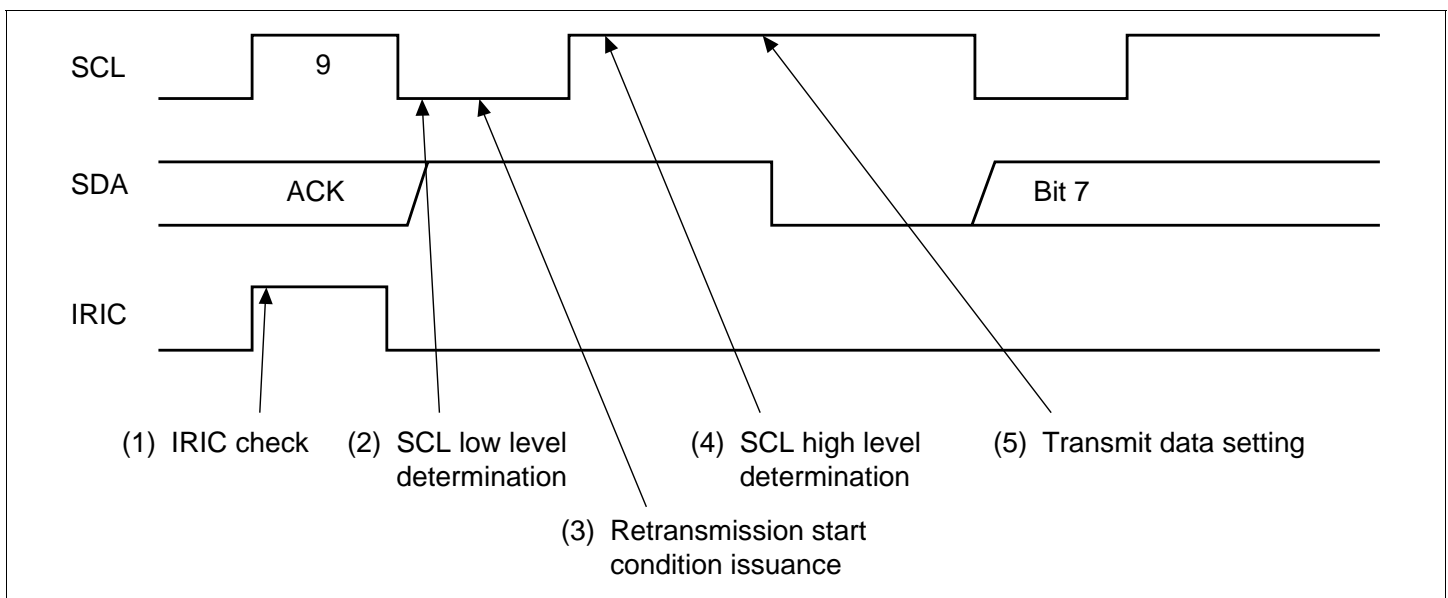 SCL
9
SDA
ACK
Bit 7
IRIC
(1) IRIC check
(2) SCL low level
determination
(4) SCL high level
determination
(5) Transmit data setting
(3) Retransmission start
condition issuance